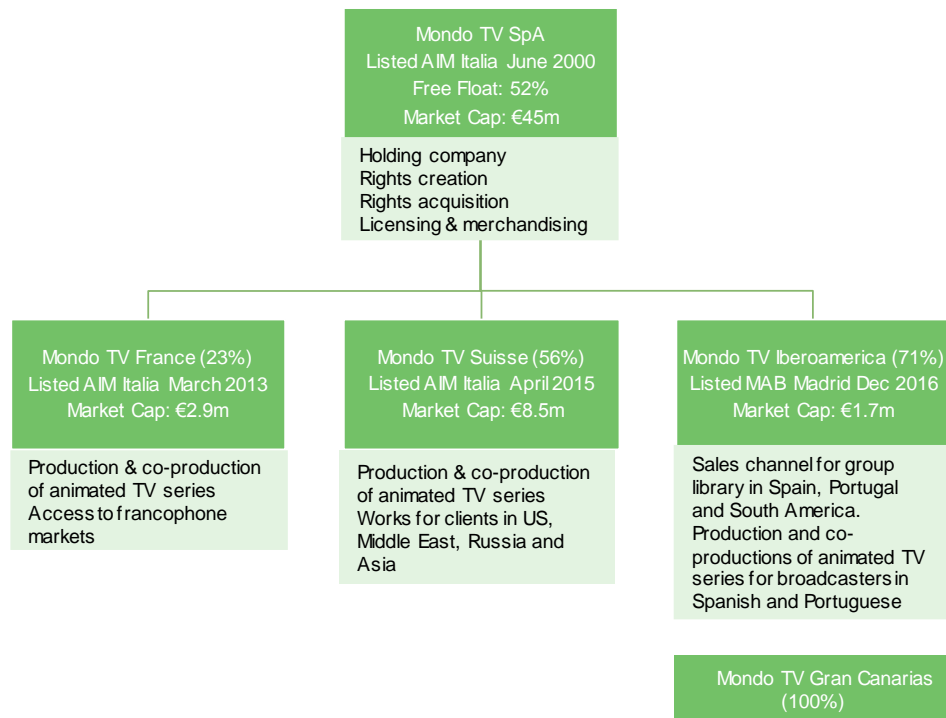 Mondo TV SpA
Listed AIM Italia June 2000
Free Float: 52%
Market Cap: €45m
Holding company
Rights creation
Rights acquisition
Licensing & merchandising
Mondo TV France (23%)
Listed AIM Italia March 2013
Market Cap: €2.9m
Production & co-production
of animated TV series
Access to francophone
markets
Mondo TV Suisse (56%)
Listed AIM Italia April 2015
Market Cap: €8.5m
Production & co-production
of animated TV series
Works for clients in US,
Middle East, Russia and
Asia
Mondo TV Iberoamerica (71%)
Listed MAB Madrid Dec 2016
Market Cap: €1.7m
Sales channel for group
library in Spain, Portugal
and South America.
Production and co-
productions of animated TV
series for broadcasters in
Spanish and Portuguese
Mondo TV Gran Canarias
(100%)